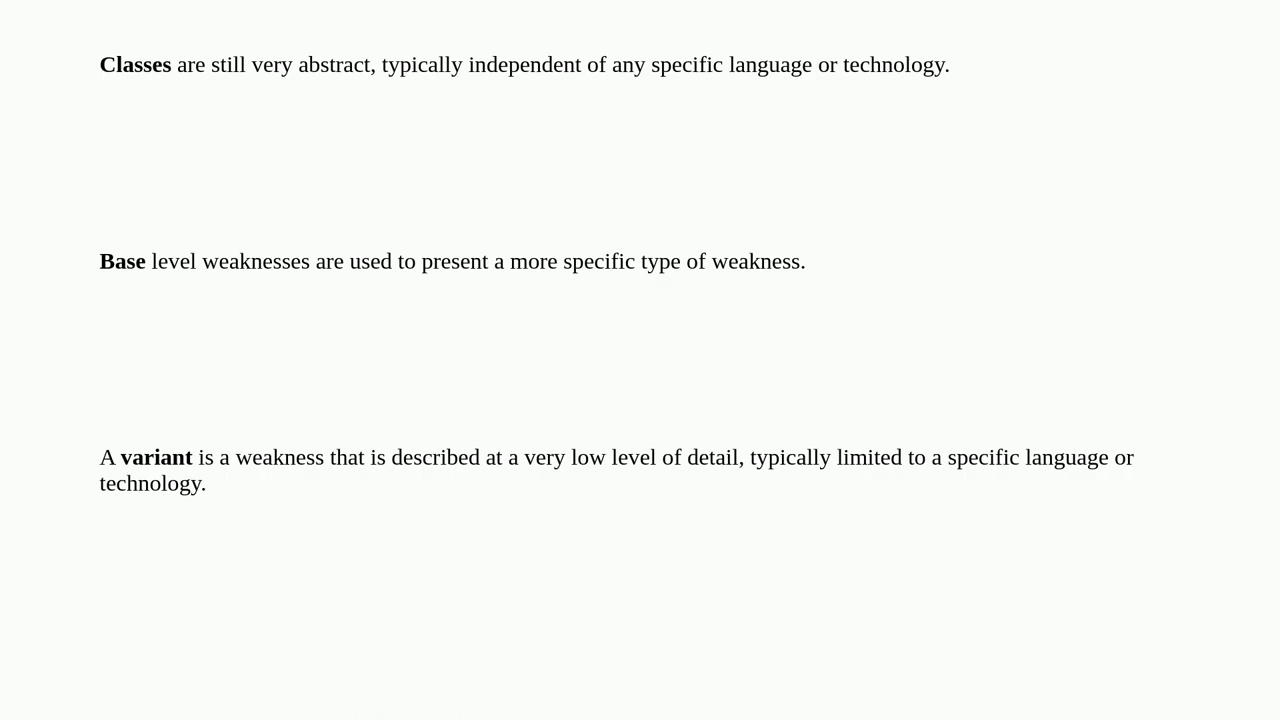 Classes are still very abstract, typically independent of any specific language or technology.
Base level weaknesses are used to present a more specific type of weakness.
A variant is a weakness that is described at a very low level of detail, typically limited to a specific language or
technology.